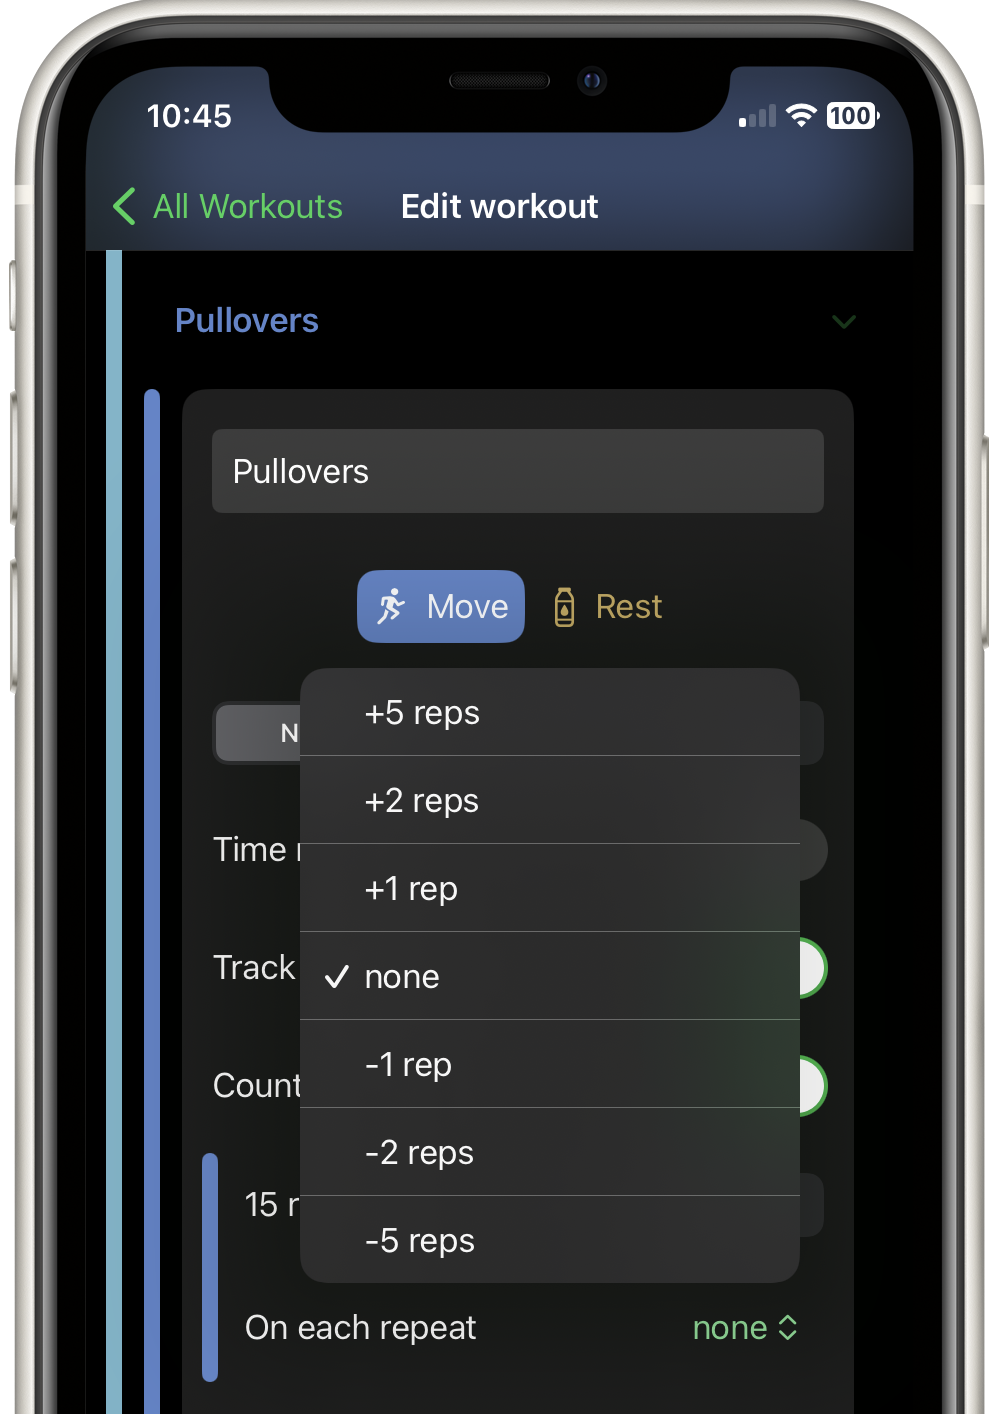 10:45
100
All Workouts
Edit workout
Pullovers
Pullovers
Move
Rest
+5 reps
+2 reps
Time
+1 rep
Track
none
Count
-1 rep
-2 reps
15
-5 reps
On each repeat
none